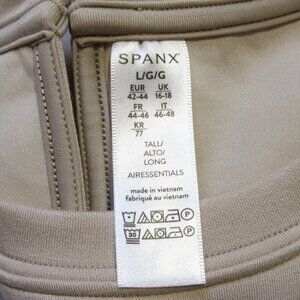 SPANX
L/G/G
EUR UK
42-44 16-18
FR IT
44-46 46-48
KR
77
TALL/
ALTO/
LONG
AIRESSENTIALS
made in vietnam
fabriqué au vietnam
30